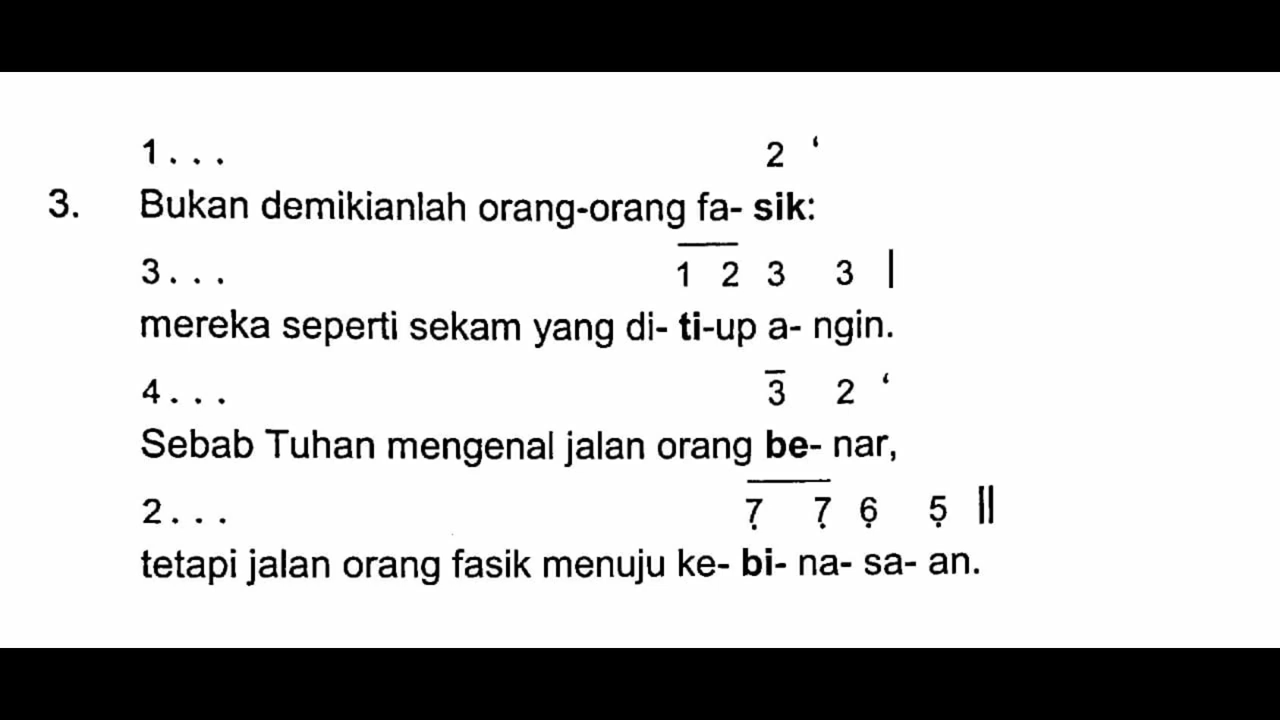 1 . . . 2 ‘
3. Bukan demikianlah orang-orang fa- sik:
3 . . . 1 2 3 3 |
mereka seperti sekam yang di- ti-up a- ngin.
4 . . . 3 2 ‘
Sebab Tuhan mengenal jalan orang be- nar,
2 . . . 7̣ 7̣ 6̣ 5̣ ||
tetapi jalan orang fasik menuju ke- bi- na- sa- an.